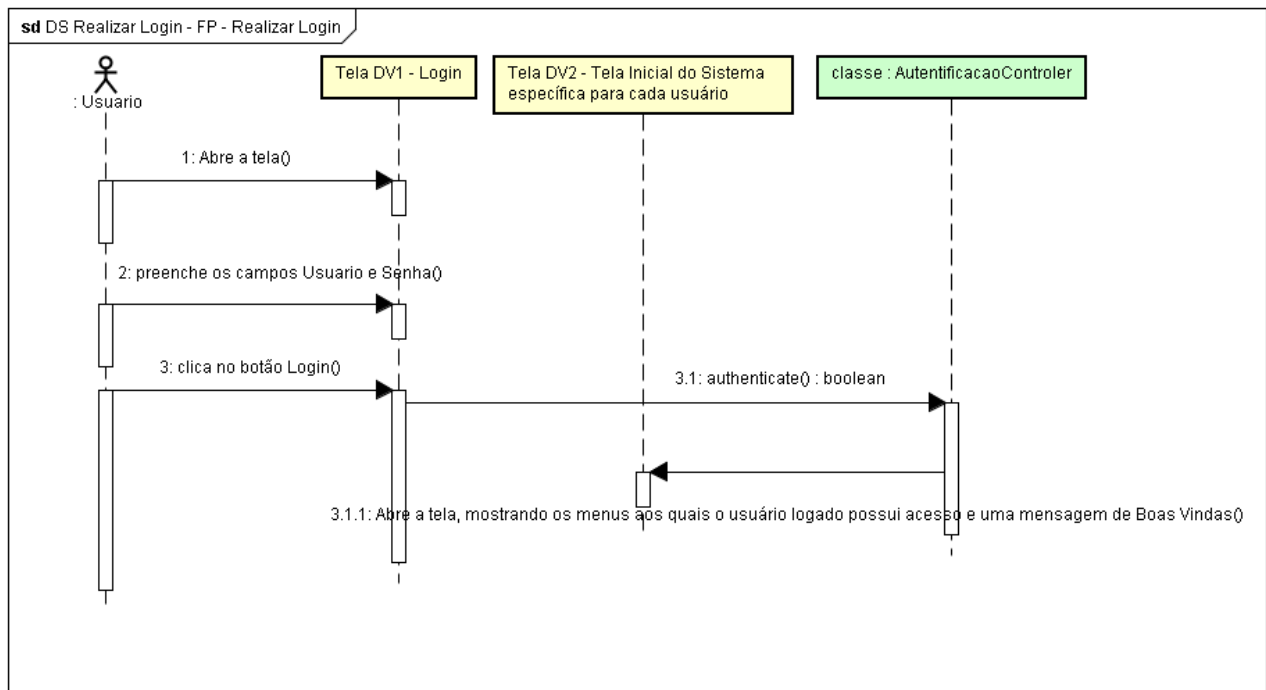 sd DS Realizar Login - FP - Realizar Login
: Usuario
Tela DV1 - Login
Tela DV2 - Tela Inicial do Sistema
específica para cada usuário
classe : AutentificacaoControler
1: Abre a tela()
2: preenche os campos Usuario e Senha()
3: clica no botão Login()
3.1: authenticate() : boolean
3.1.1: Abre a tela, mostrando os menus aos quais o usuário logado possui acesso e uma mensagem de Boas Vindas()